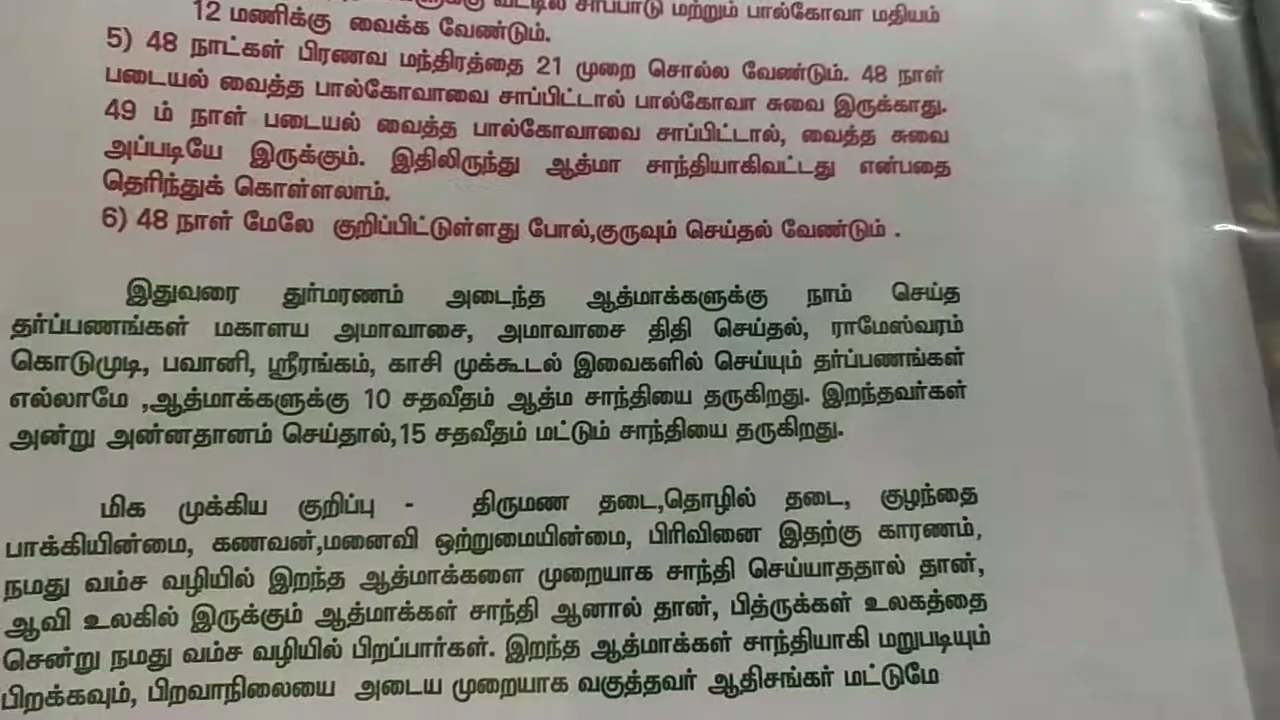 வீட்டில் சாப்பாடு மற்றும் பால்கோவா மதியம்
12 மணிக்கு வைக்க வேண்டும்.
5) 48 நாட்கள் பிரணவ மந்திரத்தை 21 முறை சொல்ல வேண்டும். 48 நாள்
படையல் வைத்த பால்கோவாவை சாப்பிட்டால் பால்கோவா சுவை இருக்காது.
49 ம் நாள் படையல் வைத்த பால்கோவாவை சாப்பிட்டால், வைத்த சுவை
அப்படியே இருக்கும். இதிலிருந்து ஆத்மா சாந்தியாகிவட்டது என்பதை
தெரிந்துக் கொள்ளலாம்.
6) 48 நாள் மேலே குறிப்பிட்டுள்ளது போல்,குருவும் செய்தல் வேண்டும் .
இதுவரை துர்மரணம் அடைந்த ஆத்மாக்களுக்கு நாம் செய்த
தர்ப்பணங்கள் மகாளய அமாவாசை, அமாவாசை திதி செய்தல், ராமேஸ்வரம்
கொடுமுடி, பவானி, ஸ்ரீரங்கம், காசி முக்கூடல் இவைகளில் செய்யும் தர்ப்பணங்கள்
எல்லாமே ,ஆத்மாக்களுக்கு 10 சதவீதம் ஆத்ம சாந்தியை தருகிறது. இறந்தவர்கள்
அன்று அன்னதானம் செய்தால்,15 சதவீதம் மட்டும் சாந்தியை தருகிறது.
மிக முக்கிய குறிப்பு - திருமண தடை,தொழில் தடை, குழந்தை
பாக்கியின்மை, கணவன்,மனைவி ஒற்றுமையின்மை, பிரிவினை இதற்கு காரணம்,
நமது வம்ச வழியில் இறந்த ஆத்மாக்களை முறையாக சாந்தி செய்யாததால் தான்,
ஆவி உலகில் இருக்கும் ஆத்மாக்கள் சாந்தி ஆனால் தான், பித்ருக்கள் உலகத்தை
சென்று நமது வம்ச வழியில் பிறப்பார்கள். இறந்த ஆத்மாக்கள் சாந்தியாகி மறுபடியும்
பிறக்கவும், பிறவாநிலையை அடைய முறையாக வகுத்தவர் ஆதிசங்கர் மட்டுமே